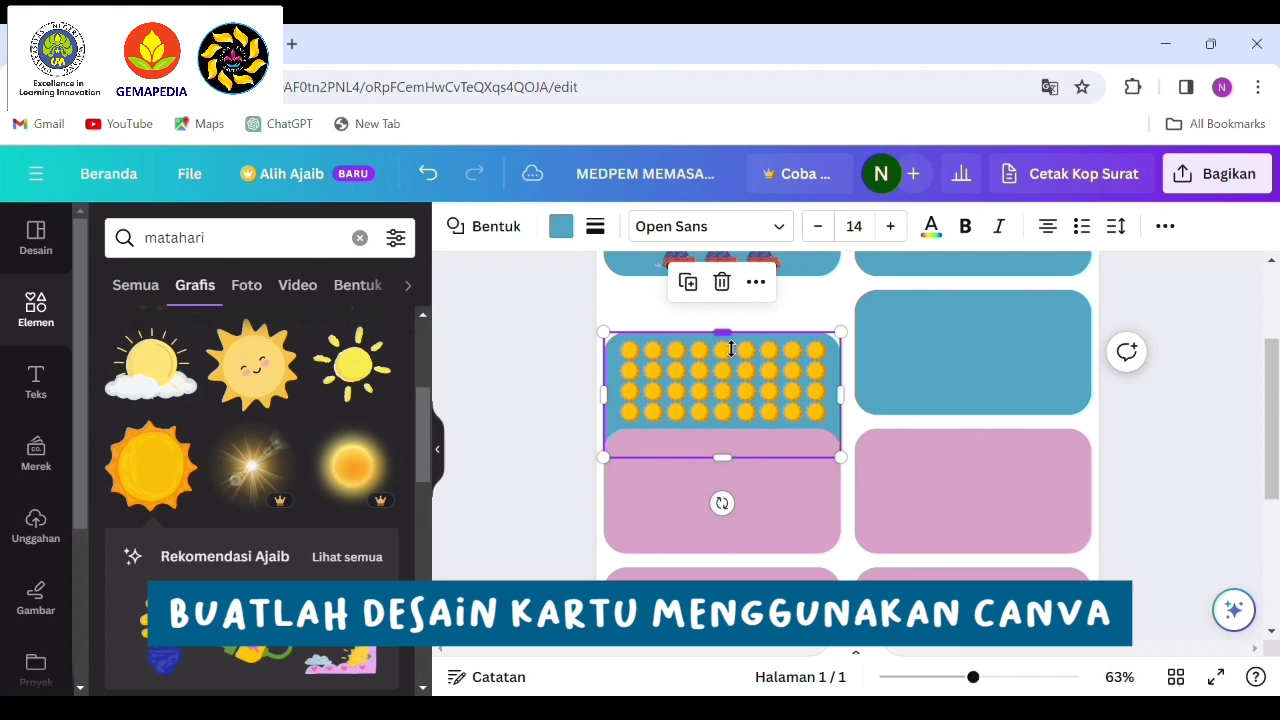 Excellence in
Learning Innovation
GEMAPEDIA
AF0tn2PNL4/oRpFCemHwCvTeQXqs4QOJA/edit
N
Gmail
YouTube
Maps
ChatGPT
New Tab
All Bookmarks
Beranda
File
Alih Ajaib
BARU
MEDPEM MEMASA...
Coba ...
N
Cetak Kop Surat
Bagikan
Desain
Elemen
Teks
Merek
Unggahan
Gambar
Proyek
matahari
Semua
Grafis
Foto
Video
Bentuk
Rekomendasi Ajaib
Lihat semua
Bentuk
Open Sans
14
A
B
I
BUATLAH DESAIN KARTU MENGGUNAKAN CANVA
Catatan
Halaman 1 / 1
63%